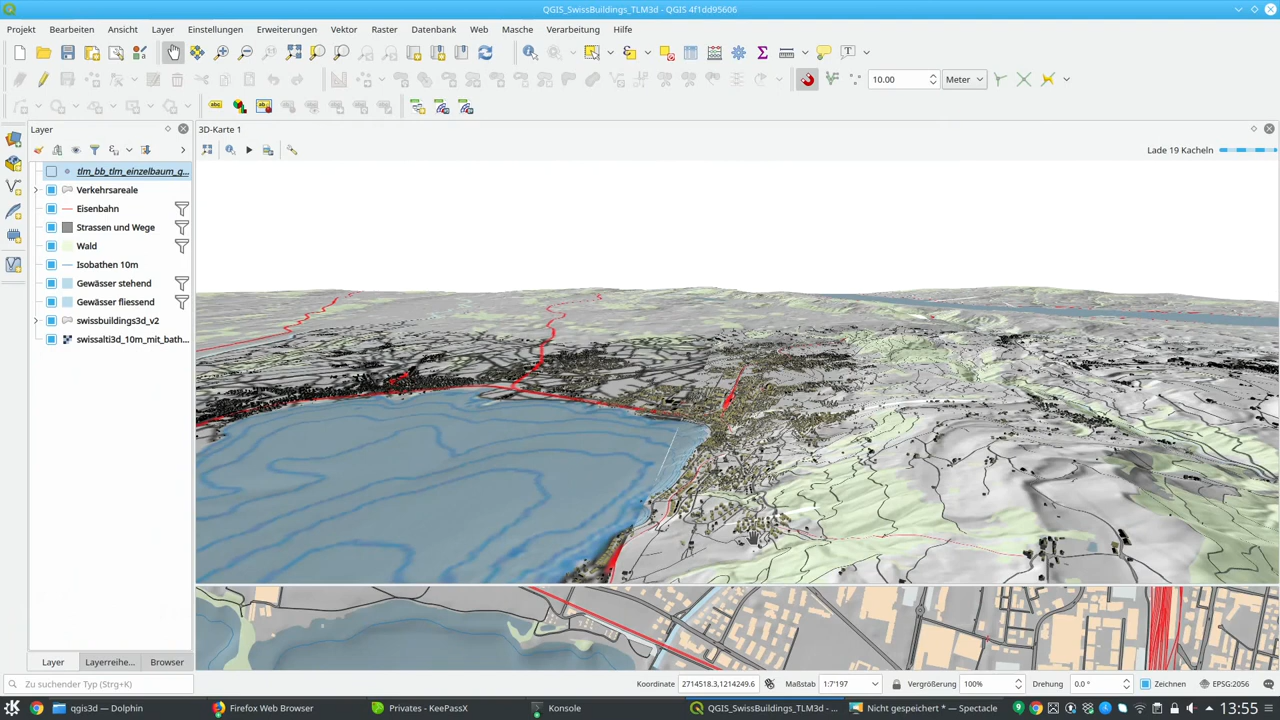 QGIS_SwissBuildings_TLM3d - QGIS 4f1dd95606
Projekt Bearbeiten Ansicht Layer Einstellungen Erweiterungen Vektor Raster Datenbank Web Masche Verarbeitung Hilfe
10.00 Meter
Layer
3D-Karte 1
Lade 19 Kacheln
tlm_bb_tlm_einzelbaum_g...
Verkehrsareale
Eisenbahn
Strassen und Wege
Wald
Isobathen 10m
Gewässer stehend
Gewässer fliessend
swissbuildings3d_v2
swissalti3d_10m_mit_bath...
Layer Layerreihe... Browser
Zu suchender Typ (Strg+K)
Koordinate 2714518.3,1214249.6 Maßstab 1:7'197 Vergrößerung 100% Drehung 0.0 ° Zeichnen EPSG:2056
qgis3d — Dolphin Firefox Web Browser Privates - KeePassX Konsole QGIS_SwissBuildings_TLM3d - ... Nicht gespeichert * — Spectacle 13:55